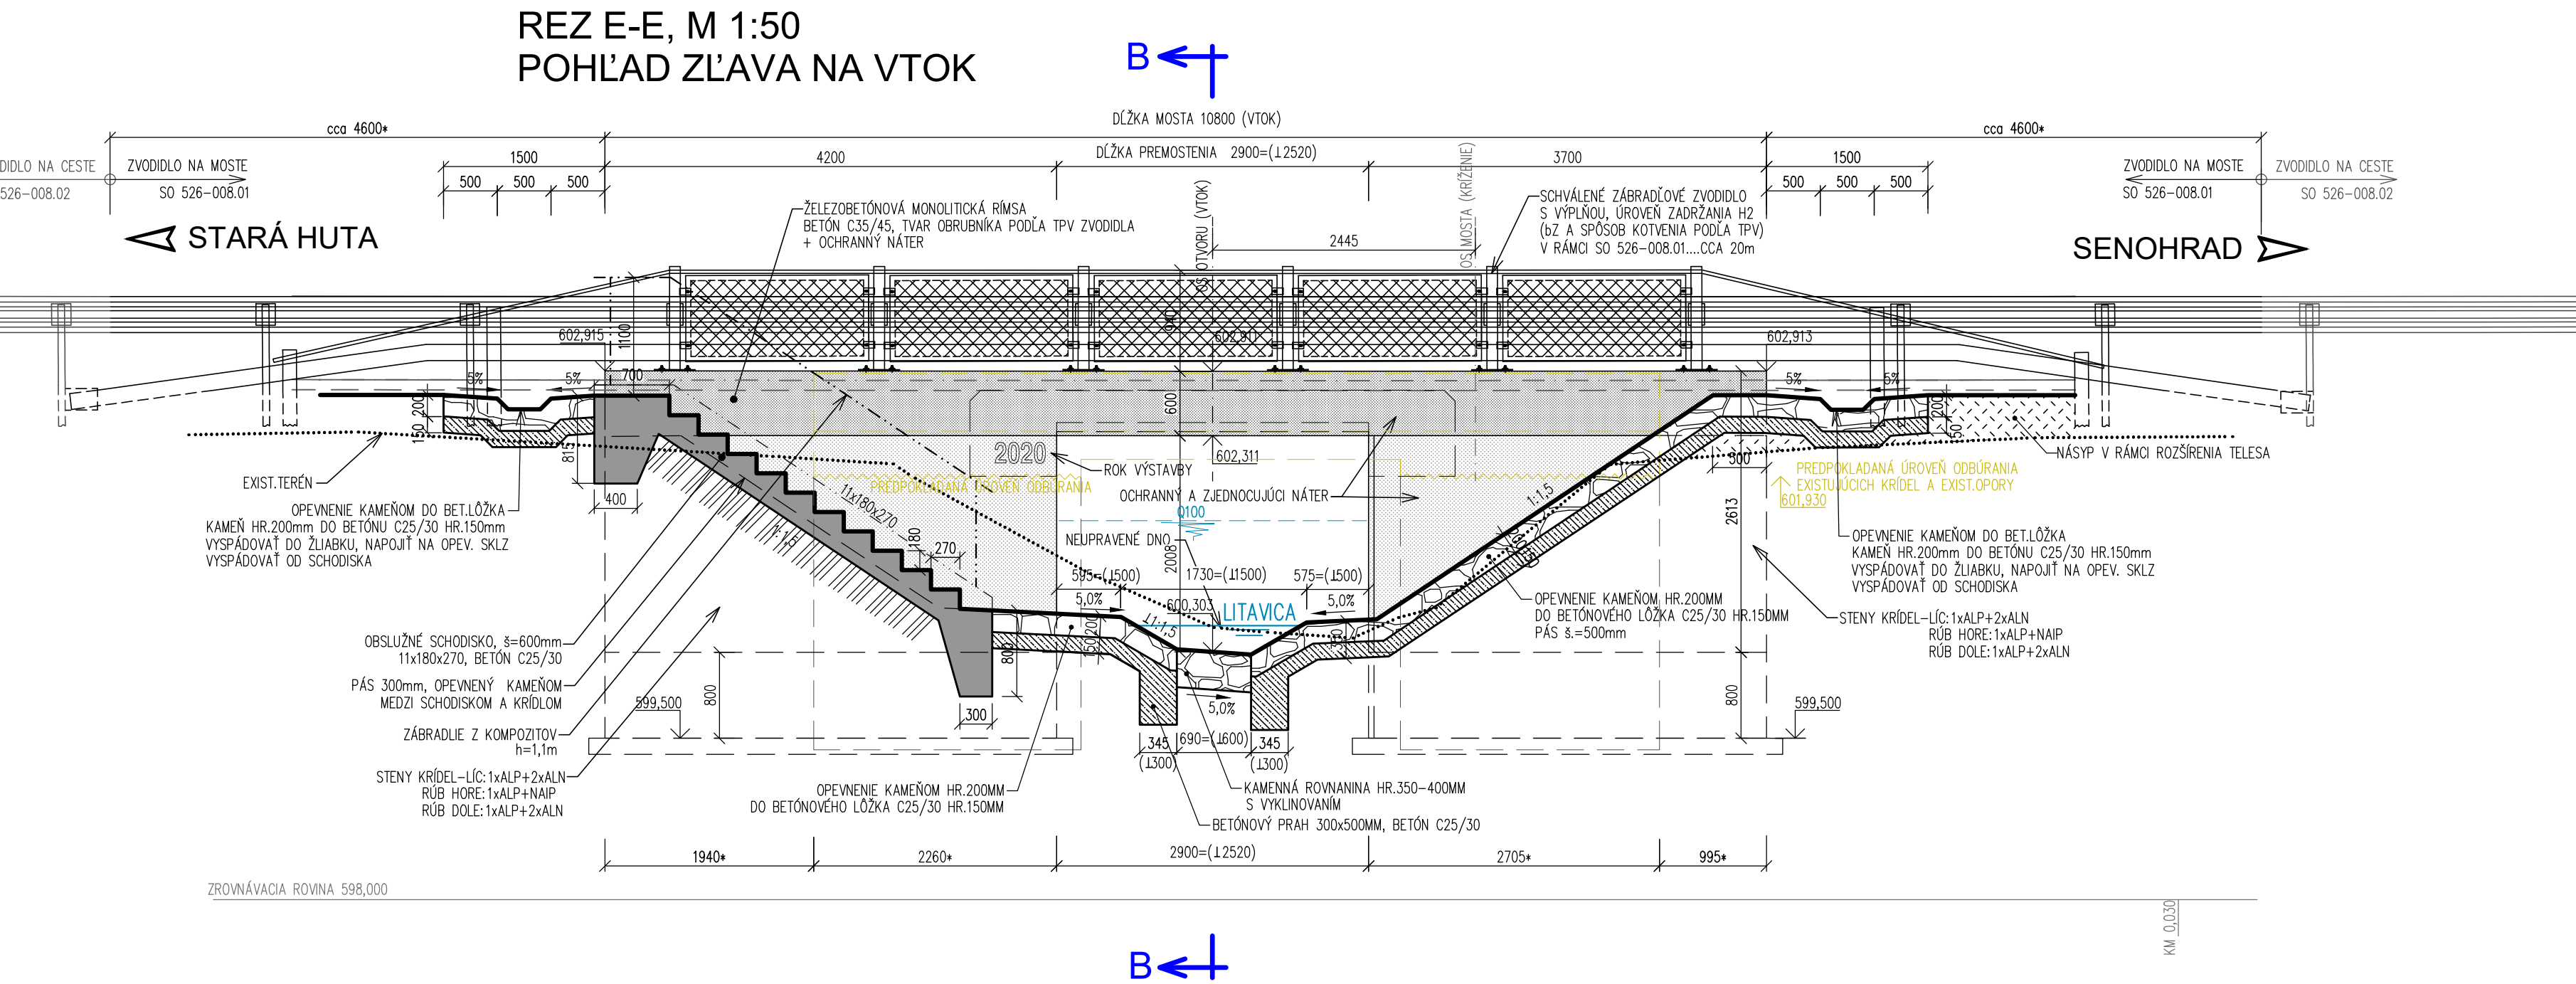 REZ E-E, M 1:50
POHĽAD ZĽAVA NA VTOK
B
DĹŽKA MOSTA 10800 (VTOK)
cca 4600*
cca 4600*
DIDLO NA CESTE
ZVODIDLO NA MOSTE
526-008.02
SO 526-008.01
1500
4200
DĹŽKA PREMOSTENIA 2900=(⊥2520)
3700
1500
500 500 500
500 500 500
ZVODIDLO NA MOSTE
ZVODIDLO NA CESTE
SO 526-008.01
SO 526-008.02
STARÁ HUTA
SENOHRAD
ŽELEZOBETÓNOVÁ MONOLITICKÁ RÍMSA
BETÓN C35/45, TVAR OBRUBNÍKA PODĽA TPV ZVODIDLA
+ OCHRANNÝ NÁTER
OS OTVORU (VTOK)
OS MOSTA (KRÍŽENIE)
2445
SCHVÁLENÉ ZÁBRADĽOVÉ ZVODIDLO
S VÝPLŇOU, ÚROVEŇ ZADRŽANIA H2
(bZ A SPÔSOB KOTVENIA PODĽA TPV)
V RÁMCI SO 526-008.01....CCA 20m
602,915
1100
940
602,911
602,913
5%
5%
700
600
5%
5%
200
150
815
400
200
150
500
2020
ROK VÝSTAVBY
602,311
PREDPOKLADANÁ ÚROVEŇ ODBÚRANIA
OCHRANNÝ A ZJEDNOCUJÚCI NÁTER
Q100
NEUPRAVENÉ DNO
PREDPOKLADANÁ ÚROVEŇ ODBÚRANIA
EXISTUJÚCICH KRÍDEL A EXIST.OPORY
601,930
NÁSYP V RÁMCI ROZŠÍRENIA TELESA
EXIST.TERÉN
OPEVNENIE KAMEŇOM DO BET.LÔŽKA
KAMEŇ HR.200mm DO BETÓNU C25/30 HR.150mm
VYSPÁDOVAŤ DO ŽLIABKU, NAPOJIŤ NA OPEV. SKLZ
VYSPÁDOVAŤ OD SCHODISKA
11x180x270
1:1,5
180
270
2008
1:1,5
2613
OPEVNENIE KAMEŇOM DO BET.LÔŽKA
KAMEŇ HR.200mm DO BETÓNU C25/30 HR.150mm
VYSPÁDOVAŤ DO ŽLIABKU, NAPOJIŤ NA OPEV. SKLZ
VYSPÁDOVAŤ OD SCHODISKA
595=(⊥500)
1730=(⊥1500)
575=(⊥500)
5,0%
600,303
LITAVICA
5,0%
⊥1:1,5
150 200
800
OPEVNENIE KAMEŇOM HR.200MM
DO BETÓNOVÉHO LÔŽKA C25/30 HR.150MM
PÁS š.=500mm
STENY KRÍDEL-LÍC: 1xALP+2xALN
RÚB HORE: 1xALP+NAIP
RÚB DOLE: 1xALP+2xALN
OBSLUŽNÉ SCHODISKO, š=600mm
11x180x270, BETÓN C25/30
PÁS 300mm, OPEVNENÝ KAMEŇOM
MEDZI SCHODISKOM A KRÍDLOM
ZÁBRADLIE Z KOMPOZITOV
h=1,1m
STENY KRÍDEL-LÍC: 1xALP+2xALN
RÚB HORE: 1xALP+NAIP
RÚB DOLE: 1xALP+2xALN
599,500
800
300
5,0%
345
690=(⊥600)
345
(⊥300)
(⊥300)
800
599,500
OPEVNENIE KAMEŇOM HR.200MM
DO BETÓNOVÉHO LÔŽKA C25/30 HR.150MM
KAMENNÁ ROVNANINA HR.350-400MM
S VYKLINOVANÍM
BETÓNOVÝ PRAH 300x500MM, BETÓN C25/30
1940*
2260*
2900=(⊥2520)
2705*
995*
ZROVNÁVACIA ROVINA 598,000
KM 0,030
B